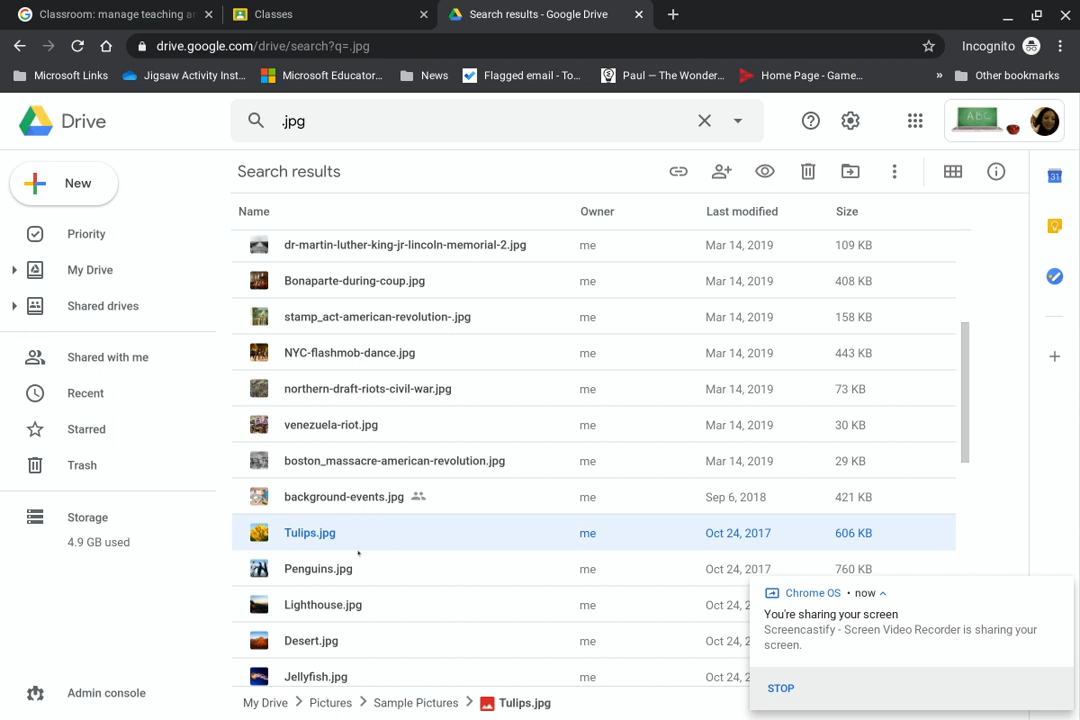 Classroom: manage teaching a
Classes
Search results - Google Drive
drive.google.com/drive/search?q=.jpg
Incognito
Microsoft Links
Jigsaw Activity Inst...
Microsoft Educator...
News
Flagged email - To...
Paul — The Wonder...
Home Page - Game...
» Other bookmarks
Drive
.jpg
ABC
New
Search results
31
Name Owner Last modified Size
Priority
My Drive
Shared drives
Shared with me
Recent
Starred
Trash
Storage
4.9 GB used
Admin console
dr-martin-luther-king-jr-lincoln-memorial-2.jpg me Mar 14, 2019 109 KB
Bonaparte-during-coup.jpg me Mar 14, 2019 408 KB
stamp_act-american-revolution-.jpg me Mar 14, 2019 158 KB
NYC-flashmob-dance.jpg me Mar 14, 2019 443 KB
northern-draft-riots-civil-war.jpg me Mar 14, 2019 73 KB
venezuela-riot.jpg me Mar 14, 2019 30 KB
boston_massacre-american-revolution.jpg me Mar 14, 2019 29 KB
background-events.jpg me Sep 6, 2018 421 KB
Tulips.jpg me Oct 24, 2017 606 KB
Penguins.jpg me Oct 24, 2017 760 KB
Lighthouse.jpg me Oct 24, 2
Desert.jpg me Oct 24, 2
Jellyfish.jpg me Oct 24, 2
My Drive > Pictures > Sample Pictures > Tulips.jpg
Chrome OS • now
You're sharing your screen
Screencastify - Screen Video Recorder is sharing your
screen.
STOP